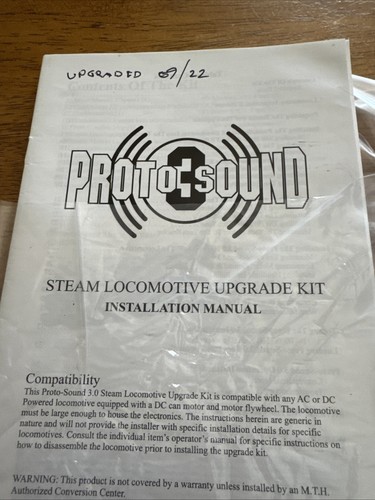 UPGRADED 09/22
PROTO-SOUND 3
STEAM LOCOMOTIVE UPGRADE KIT
INSTALLATION MANUAL
Compatibility
This Proto-Sound 3.0 Steam Locomotive Upgrade Kit is compatible with any AC or DC
Powered locomotive equipped with a DC can motor and motor flywheel. The locomotive
must be large enough to house the electronics. The instructions herein are generic in
nature and will not provide the installer with specific installation details for specific
locomotives. Consult the individual item's operator's manual for specific instructions on
how to disassemble the locomotive prior to installing the upgrade kit.
WARNING: This product is not covered by a warranty unless installed by an M.T.H.
Authorized Conversion Center.